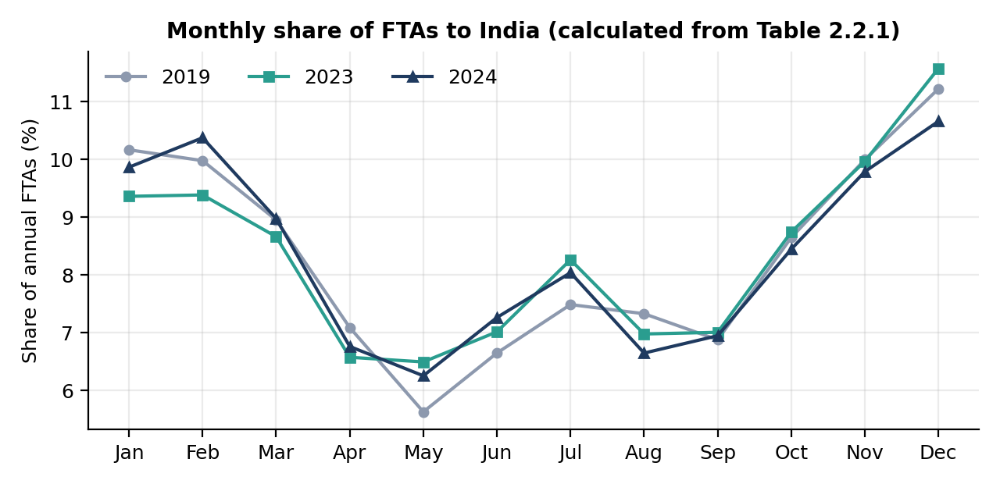 Monthly share of FTAs to India (calculated from Table 2.2.1)
2019 2023 2024
Share of annual FTAs (%)
11
10
9
8
7
6
Jan Feb Mar Apr May Jun Jul Aug Sep Oct Nov Dec